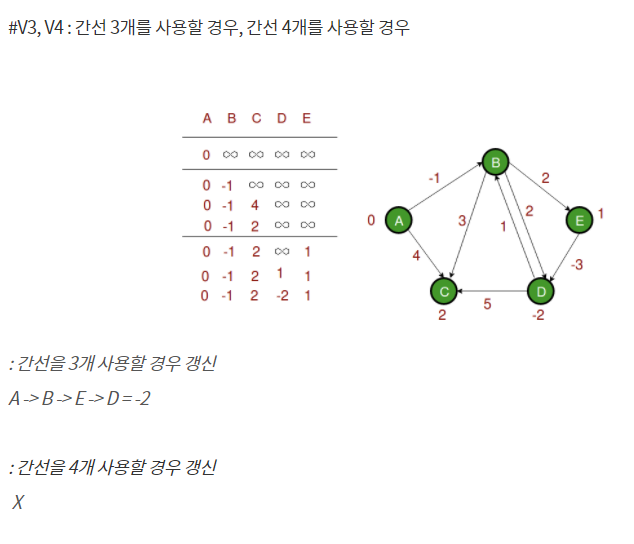 #V3, V4 : 간선 3개를 사용할 경우, 간선 4개를 사용할 경우
A B C D E
0 ∞ ∞ ∞ ∞
0 -1 ∞ ∞ ∞
0 -1 4 ∞ ∞
0 -1 2 ∞ ∞
0 -1 2 ∞ 1
0 -1 2 1 1
0 -1 2 -2 1
B
-1
2
0
A
3
1
2
E
1
4
-3
C
5
D
2
-2
: 간선을 3개 사용할 경우 갱신
A -> B -> E -> D = -2
: 간선을 4개 사용할 경우 갱신
X